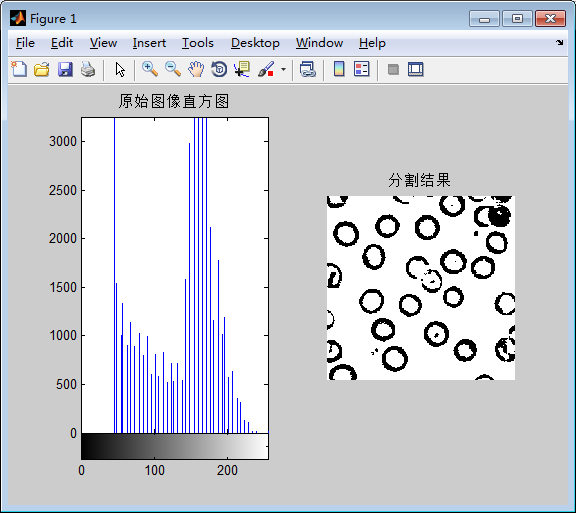 Figure 1
File Edit View Insert Tools Desktop Window Help
原始图像直方图
3000
2500
2000
1500
1000
500
0
0 100 200
分割结果